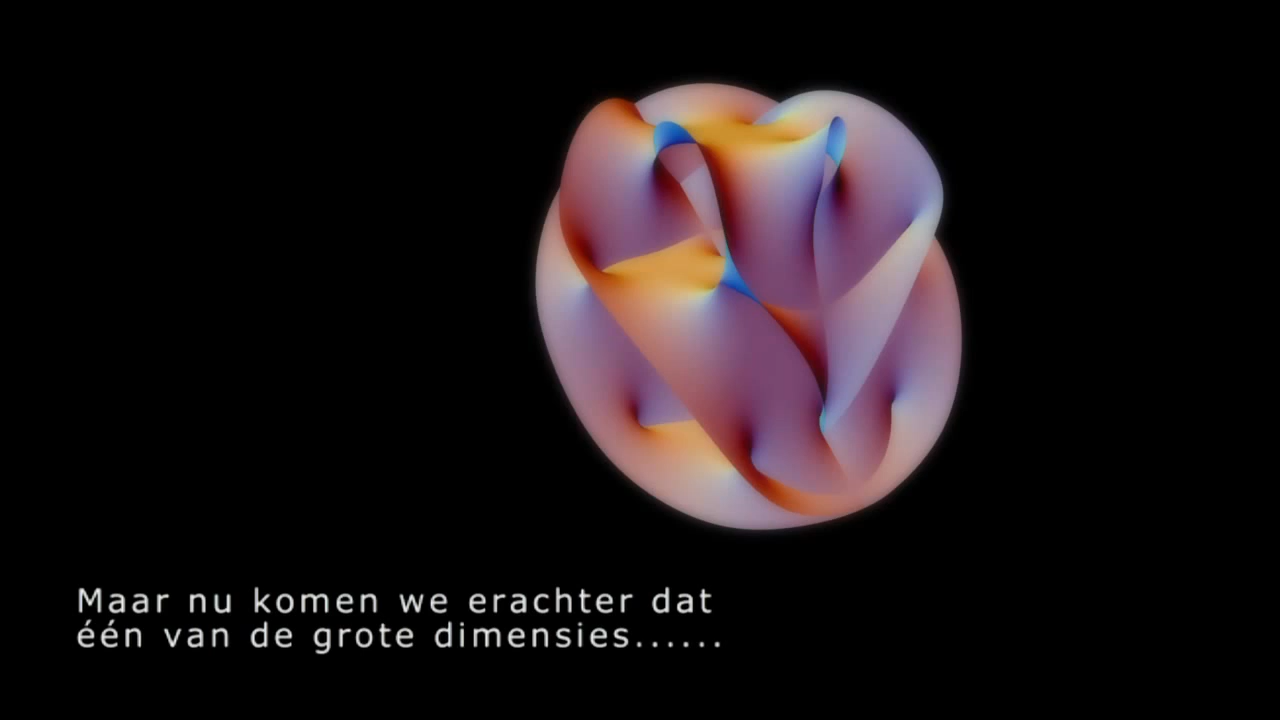 Maar nu komen we erachter dat
één van de grote dimensies......